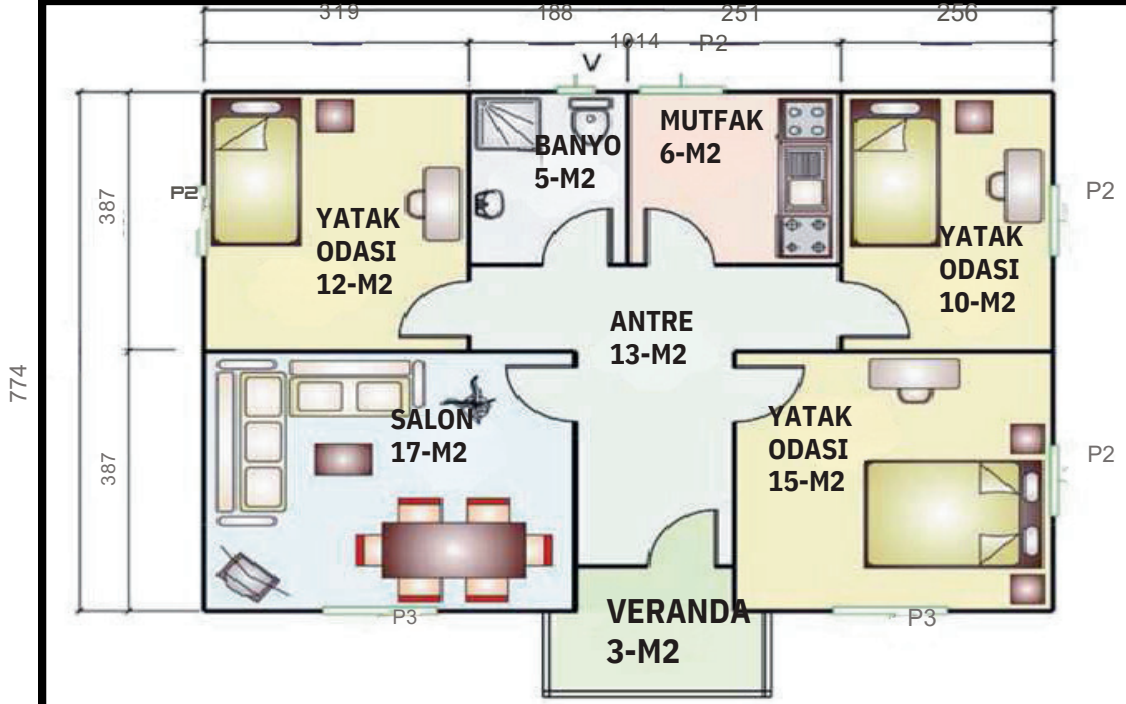 319 188 251 256
1014 P2
V
BANYO
5-M2
MUTFAK
6-M2
P2
387
P2
YATAK
ODASI
12-M2
YATAK
ODASI
10-M2
ANTRE
13-M2
774
387
SALON
17-M2
YATAK
ODASI
15-M2
P2
P3
P3
VERANDA
3-M2